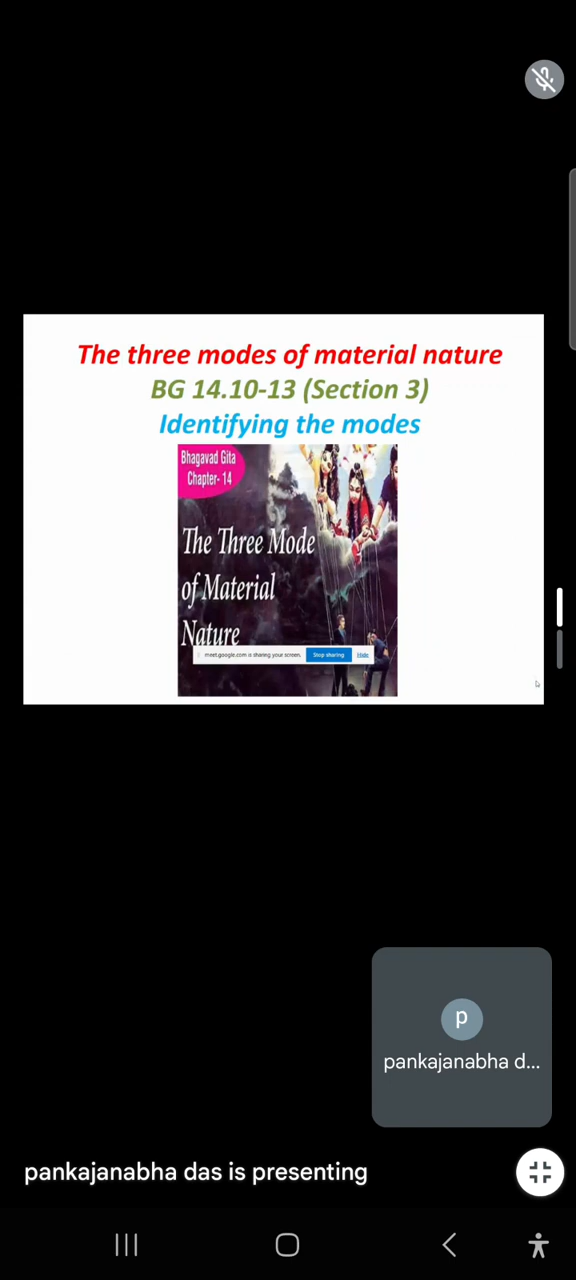 The three modes of material nature
BG 14.10-13 (Section 3)
Identifying the modes
Bhagavad Gita
Chapter- 14
The Three Mode
of Material
Nature
meet.google.com is sharing your screen.
Stop sharing
Hide
p
pankajanabha d...
pankajanabha das is presenting